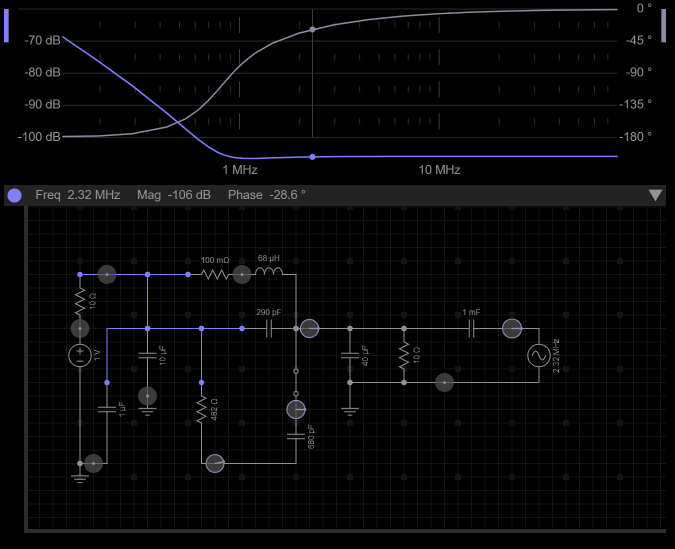 0 °
-70 dB -45 °
-80 dB -90 °
-90 dB -135 °
-100 dB -180 °
1 MHz 10 MHz
Freq 2.32 MHz Mag -106 dB Phase -28.6 °
100 mΩ 68 µH
10 Ω
290 pF 1 mF
1 V 10 µF 40 µF 10 Ω 2.32 MHz
1 µF 482 Ω
680 pF